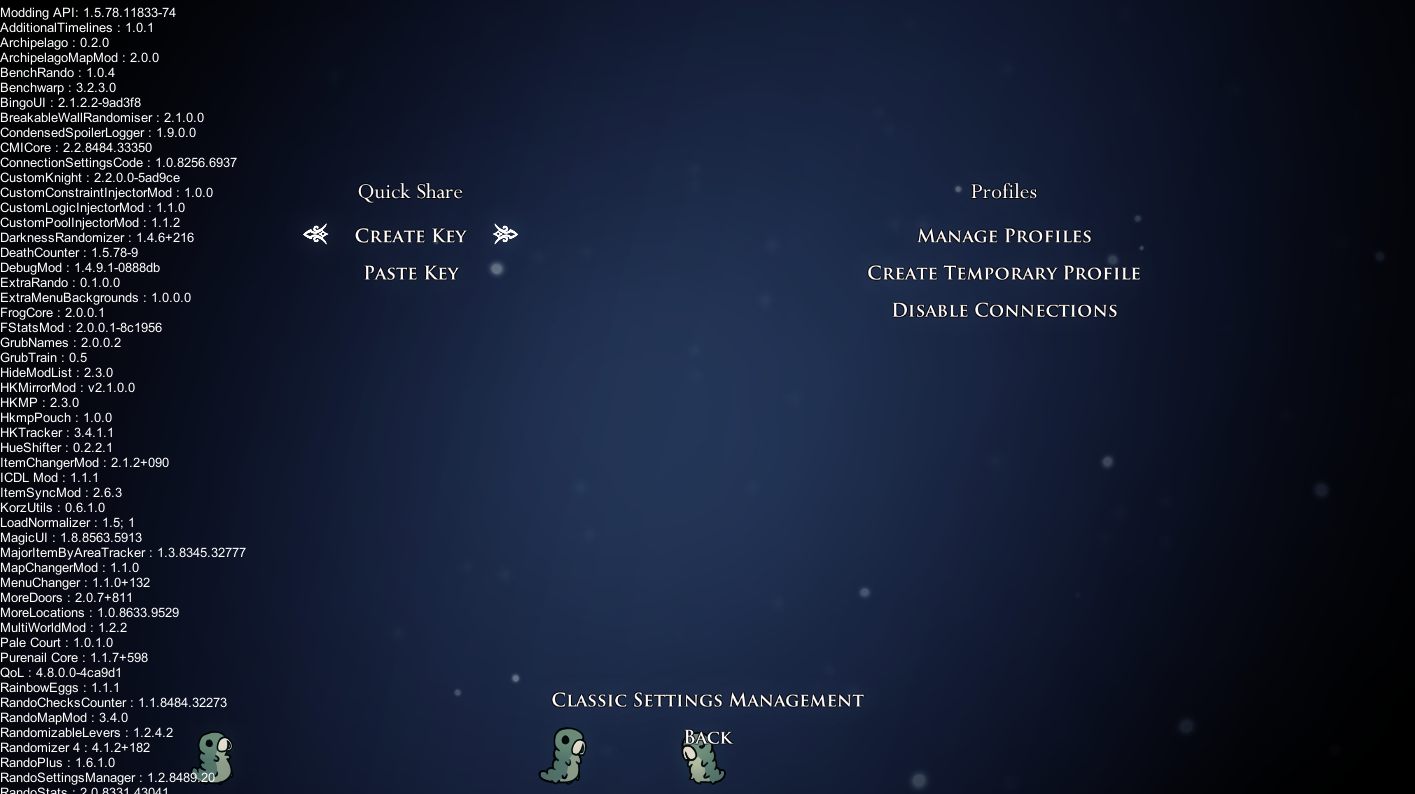 Modding API: 1.5.78.11833-74
AdditionalTimelines : 1.0.1
Archipelago : 0.2.0
ArchipelagoMapMod : 2.0.0
BenchRando : 1.0.4
Benchwarp : 3.2.3.0
BingoUI : 2.1.2.2-9ad3f8
BreakableWallRandomiser : 2.1.0.0
CondensedSpoilerLogger : 1.9.0.0
CMICore : 2.2.8484.33350
ConnectionSettingsCode : 1.0.8256.6937
CustomKnight : 2.2.0.0-5ad9ce
CustomConstraintInjectorMod : 1.0.0
CustomLogicInjectorMod : 1.1.0
CustomPoolInjectorMod : 1.1.2
DarknessRandomizer : 1.4.6+216
DeathCounter : 1.5.78-9
DebugMod : 1.4.9.1-0888db
ExtraRando : 0.1.0.0
ExtraMenuBackgrounds : 1.0.0.0
FrogCore : 2.0.0.1
FStatsMod : 2.0.0.1-8c1956
GrubNames : 2.0.0.2
GrubTrain : 0.5
HideModList : 2.3.0
HKMirrorMod : v2.1.0.0
HKMP : 2.3.0
HkmpPouch : 1.0.0
HKTracker : 3.4.1.1
HueShifter : 0.2.2.1
ItemChangerMod : 2.1.2+090
ICDL Mod : 1.1.1
ItemSyncMod : 2.6.3
KorzUtils : 0.6.1.0
LoadNormalizer : 1.5; 1
MagicUI : 1.8.8563.5913
MajorItemByAreaTracker : 1.3.8345.32777
MapChangerMod : 1.1.0
MenuChanger : 1.1.0+132
MoreDoors : 2.0.7+811
MoreLocations : 1.0.8633.9529
MultiWorldMod : 1.2.2
Pale Court : 1.0.1.0
Purenail Core : 1.1.7+598
QoL : 4.8.0.0-4ca9d1
RainbowEggs : 1.1.1
RandoChecksCounter : 1.1.8484.32273
RandoMapMod : 3.4.0
RandomizableLevers : 1.2.4.2
Randomizer 4 : 4.1.2+182
RandoPlus : 1.6.1.0
RandoSettingsManager : 1.2.8489.20
RandoStats : 2.0.8331.43041
Quick Share
Create Key
Paste Key
Profiles
Manage Profiles
Create Temporary Profile
Disable Connections
Classic Settings Management
Back